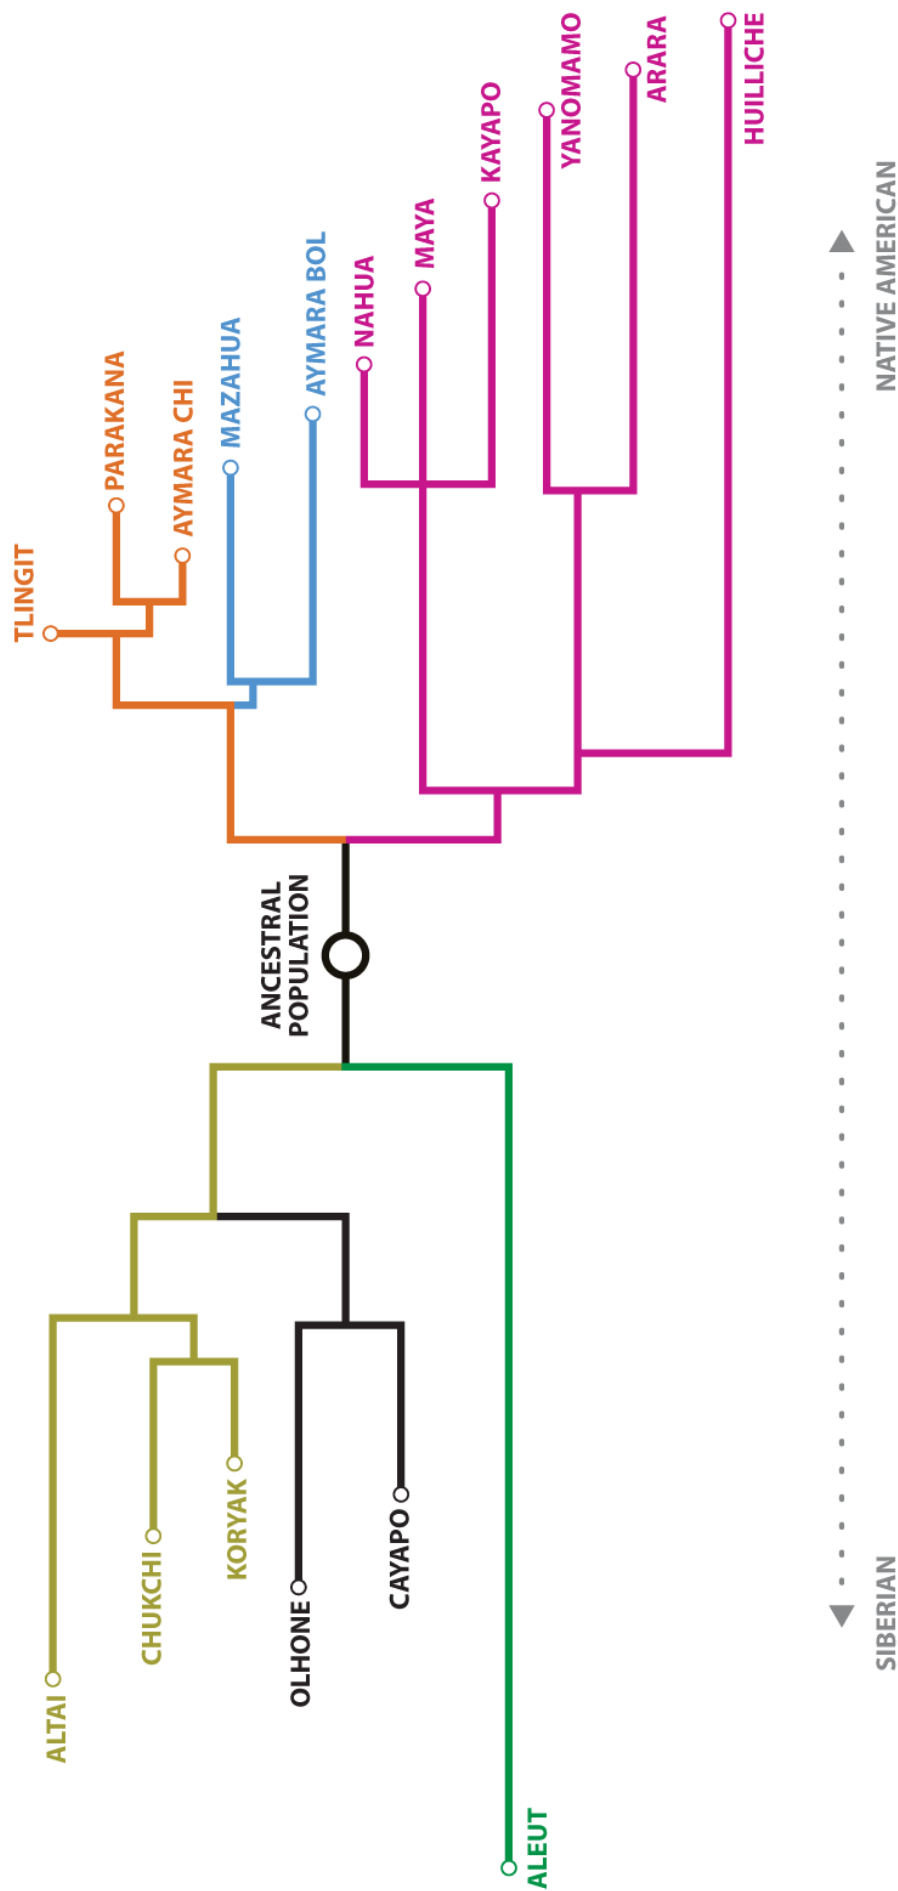 TLINGIT
PARAKANA
AYMARA CHI
MAZAHUA
AYMARA BOL
NAHUA
MAYA
KAYAPO
YANOMAMO
ARARA
HUILLICHE
ANCESTRAL
POPULATION
ALTAI
CHUKCHI
KORYAK
OLHONE
CAYAPO
ALEUT
SIBERIAN
NATIVE AMERICAN